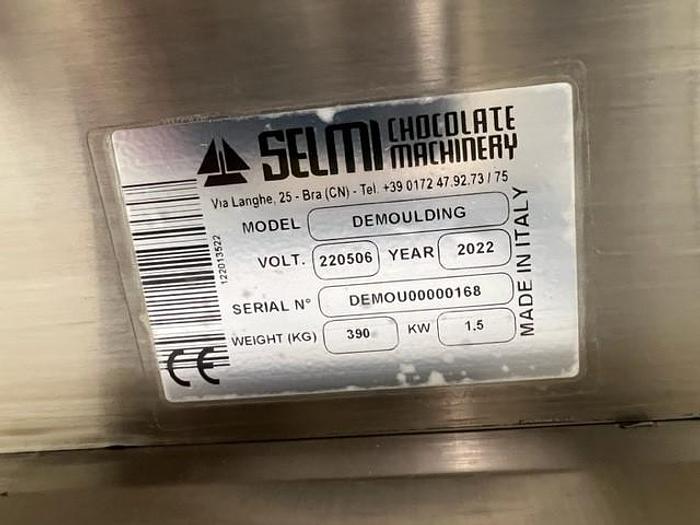 SELMI CHOCOLATE MACHINERY
Via Langhe, 25 - Bra (CN) - Tel. +39 0172 47.92.73 / 75
MODEL DEMOULDING
VOLT. 220506 YEAR 2022
SERIAL N° DEMOU00000168
WEIGHT (KG) 390 KW 1.5
MADE IN ITALY
122013522
CE